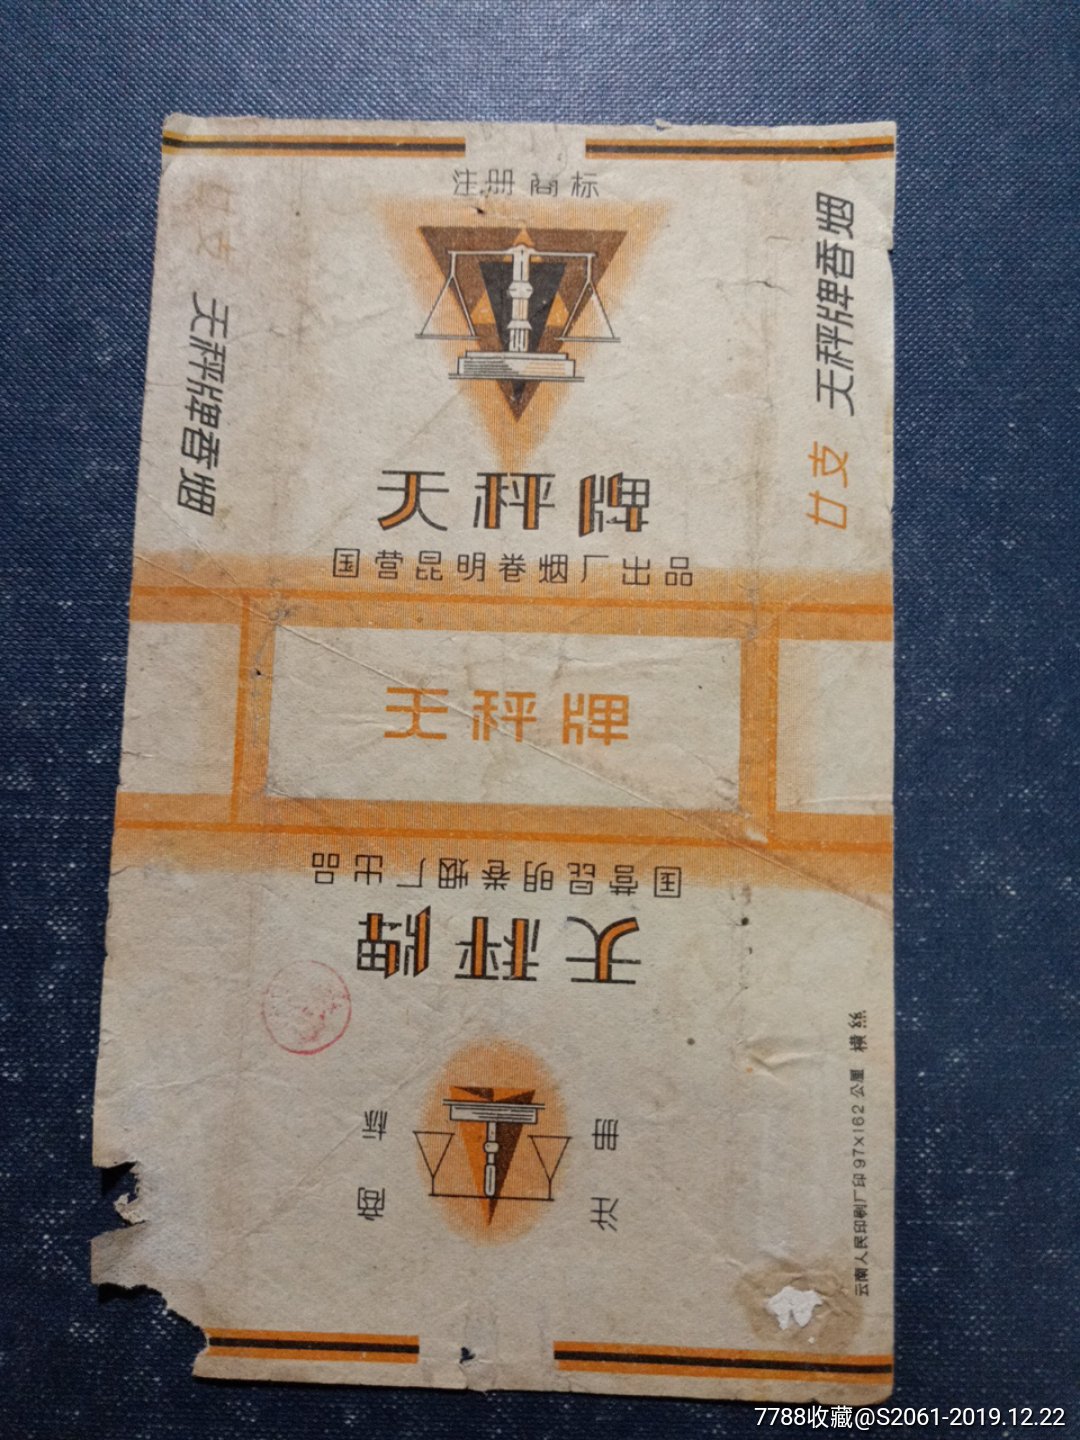 注册商标
天秤牌
国营昆明卷烟厂出品
廿支
天秤牌香烟
天秤牌香烟
廿支
天秤牌
国营昆明卷烟厂出品
天秤牌
注册
商标
云南人民印刷厂印 97×162公厘 横丝
7788收藏@S2061-2019.12.22